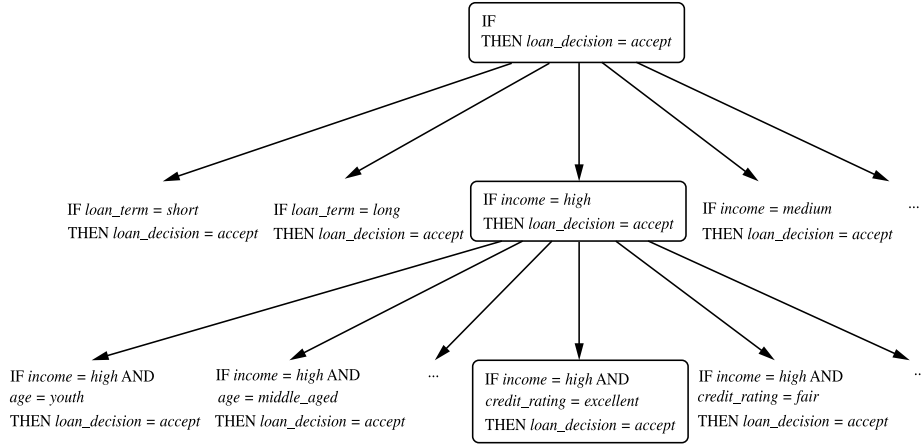 IF
THEN loan_decision = accept
IF loan_term = short
THEN loan_decision = accept
IF loan_term = long
THEN loan_decision = accept
IF income = high
THEN loan_decision = accept
IF income = medium
THEN loan_decision = accept
...
IF income = high AND
age = youth
THEN loan_decision = accept
IF income = high AND
age = middle_aged
THEN loan_decision = accept
...
IF income = high AND
credit_rating = excellent
THEN loan_decision = accept
IF income = high AND
credit_rating = fair
THEN loan_decision = accept
..